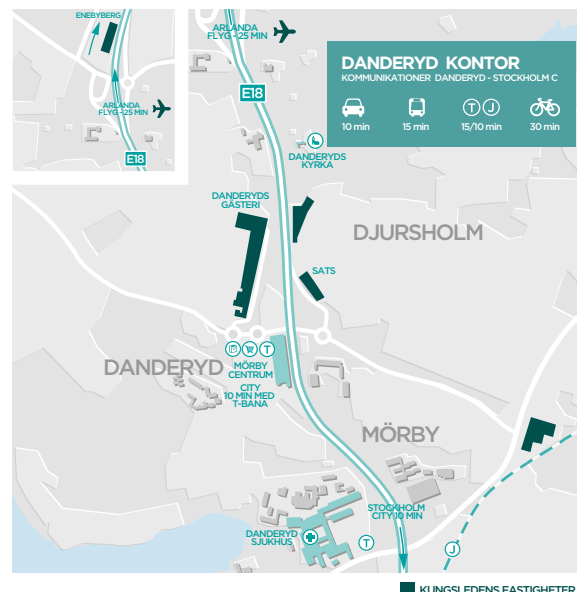 ENEBYBERG
ARLANDA
FLYG - 25 MIN
E18
ARLANDA
FLYG - 25 MIN
E18
DANDERYD KONTOR
KOMMUNIKATIONER DANDERYD - STOCKHOLM C
T J
10 min 15 min 15/10 min 30 min
DANDERYDS
KYRKA
DANDERYDS
GÅSTERI
DJURSHOLM
SATS
P T
DANDERYD
MÖRBY
CENTRUM
CITY
10 MIN MED
T-BANA
MÖRBY
STOCKHOLM
CITY 10 MIN
DANDERYD
SJUKHUS
T
J
KUNGSLEDENS FASTIGHETER